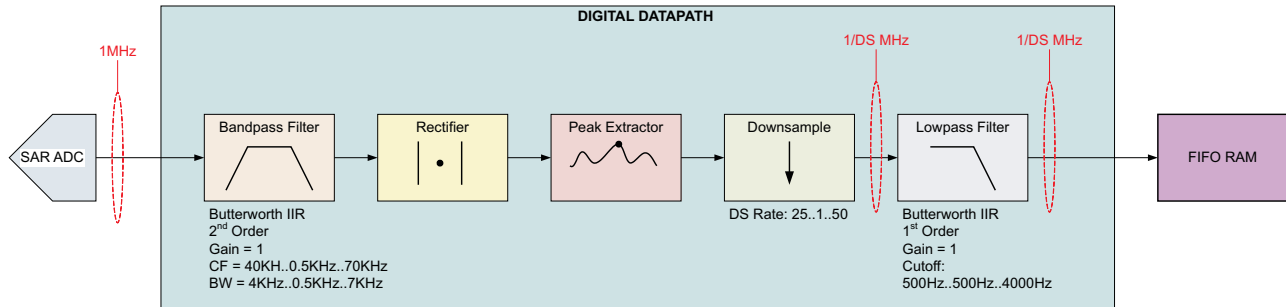 DIGITAL DATAPATH
1MHz
1/DS MHz
1/DS MHz
SAR ADC
Bandpass Filter
Rectifier
Peak Extractor
Downsample
Lowpass Filter
FIFO RAM
Butterworth IIR
2nd Order
Gain = 1
CF = 40KH..0.5KHz..70KHz
BW = 4KHz..0.5KHz..7KHz
DS Rate: 25..1..50
Butterworth IIR
1st Order
Gain = 1
Cutoff:
500Hz..500Hz..4000Hz